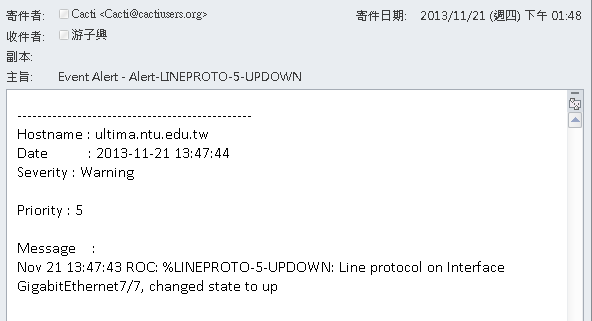 寄件者: Cacti <Cacti@cactiusers.org> 寄件日期: 2013/11/21 (週四) 下午 01:48
收件者: 游子興
副本:
主旨: Event Alert - Alert-LINEPROTO-5-UPDOWN
-----------------------------------------------
Hostname : ultima.ntu.edu.tw
Date : 2013-11-21 13:47:44
Severity : Warning
Priority : 5
Message :
Nov 21 13:47:43 ROC: %LINEPROTO-5-UPDOWN: Line protocol on Interface
GigabitEthernet7/7, changed state to up